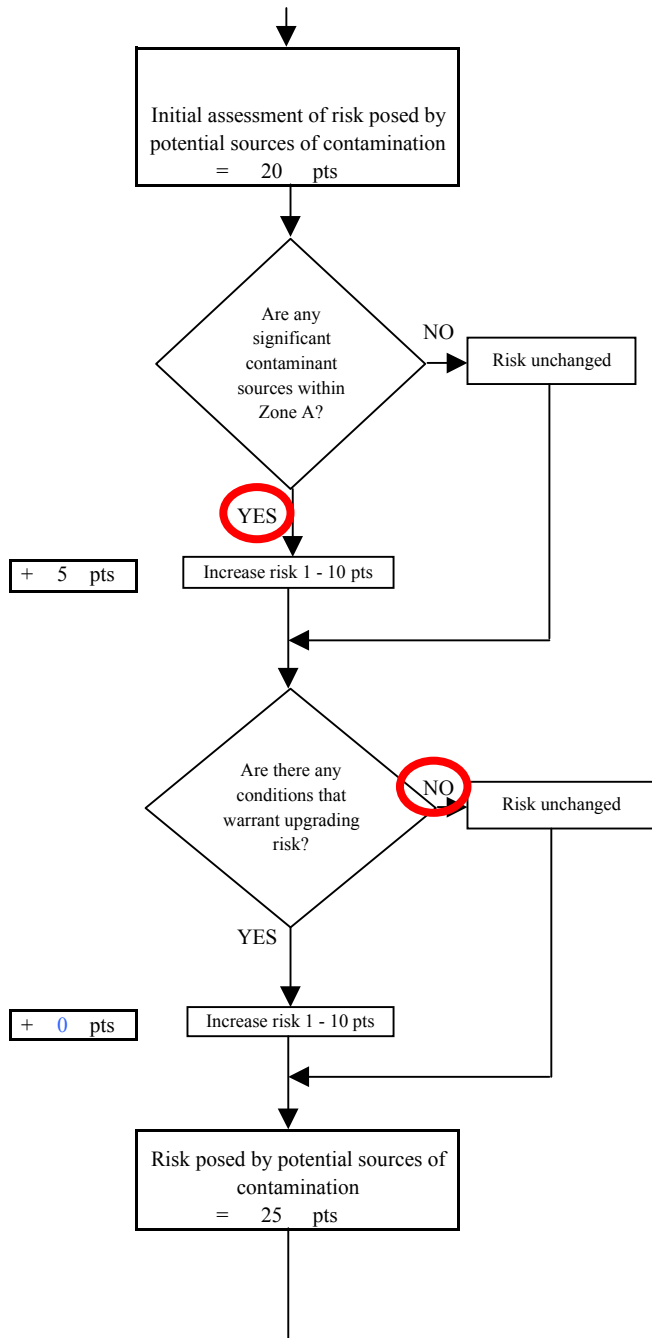 Initial assessment of risk posed by
potential sources of contamination
= 20 pts
Are any
significant
contaminant
sources within
Zone A?
NO
Risk unchanged
YES
+ 5 pts
Increase risk 1 - 10 pts
Are there any
conditions that
warrant upgrading
risk?
NO
Risk unchanged
YES
+ 0 pts
Increase risk 1 - 10 pts
Risk posed by potential sources of
contamination
= 25 pts